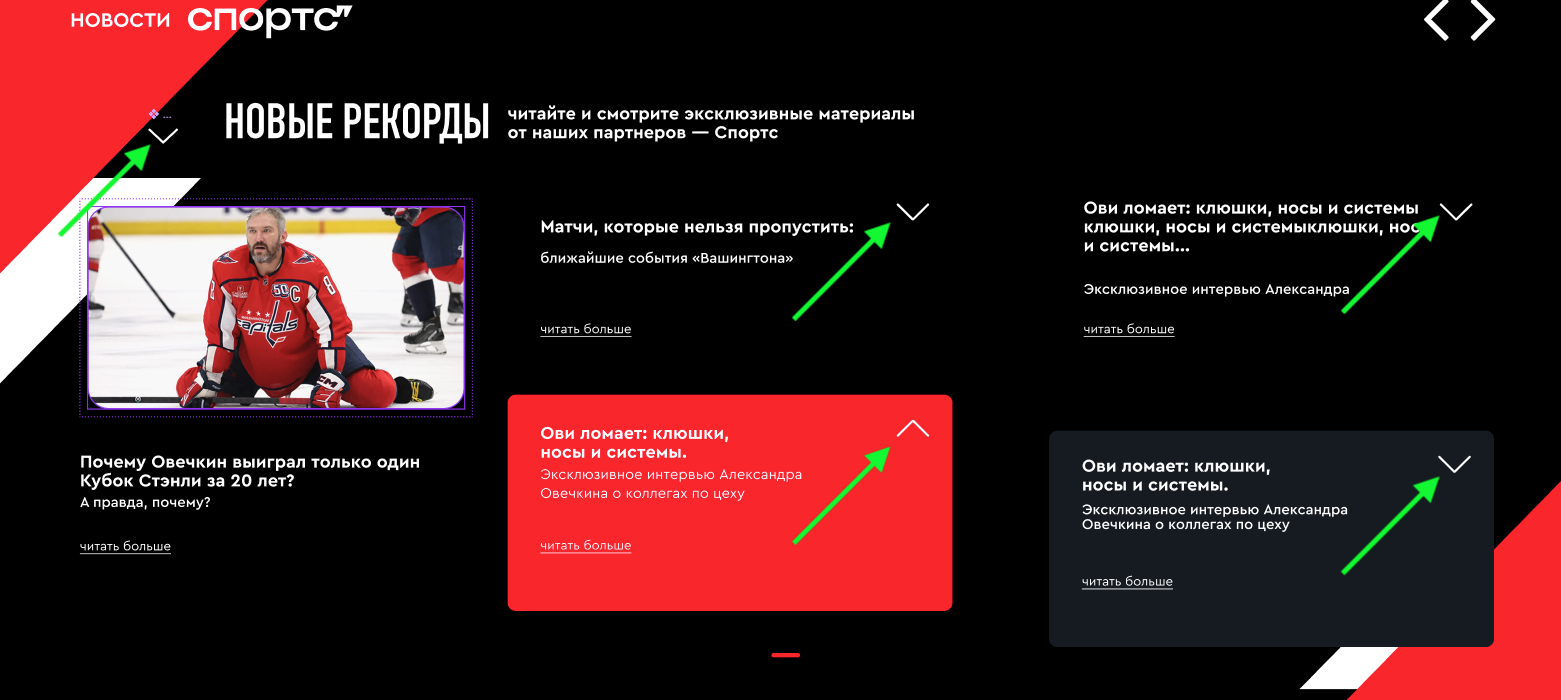 НОВОСТИ спортс"
НОВЫЕ РЕКОРДЫ
читайте и смотрите эксклюзивные материалы
от наших партнеров — Спортс
capitals
Почему Овечкин выиграл только один
Кубок Стэнли за 20 лет?
А правда, почему?
читать больше
Матчи, которые нельзя пропустить:
ближайшие события «Вашингтона»
читать больше
Ови ломает: клюшки,
носы и системы.
Эксклюзивное интервью Александра
Овечкина о коллегах по цеху
читать больше
Ови ломает: клюшки, носы и системы
клюшки, носы и системыклюшки, нос
и системы...
Эксклюзивное интервью Александра
читать больше
Ови ломает: клюшки,
носы и системы.
Эксклюзивное интервью Александра
Овечкина о коллегах по цеху
читать больше